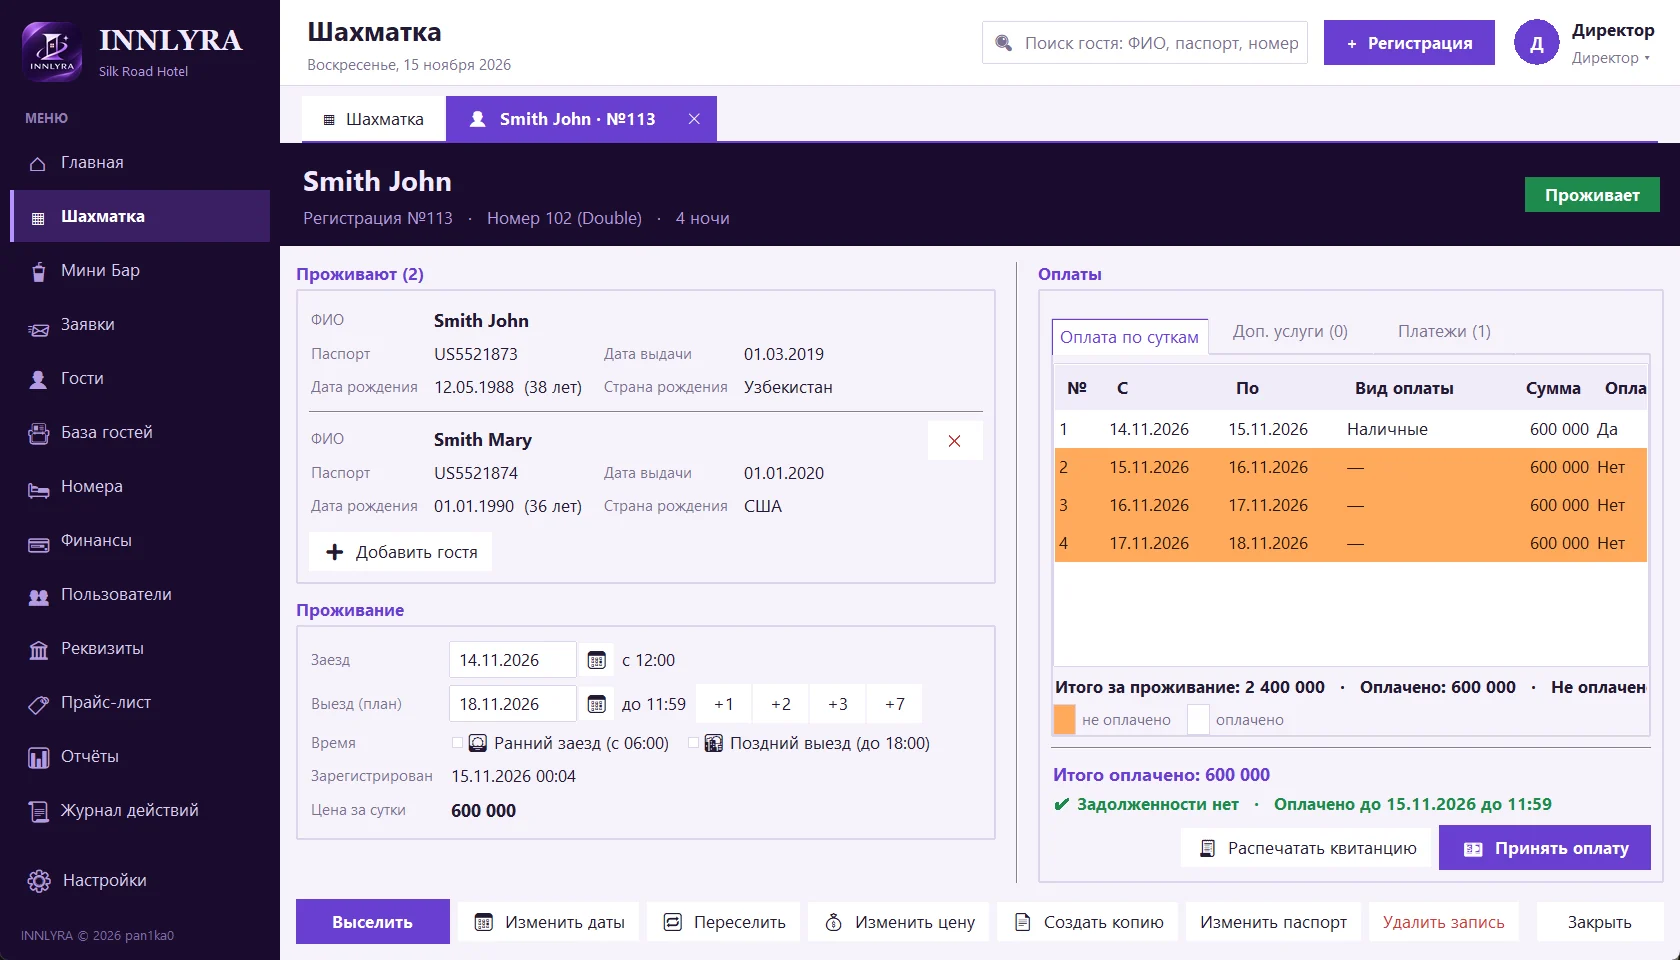 INNLYRA
INNLYRA
Silk Road Hotel
МЕНЮ
Главная
Шахматка
Мини Бар
Заявки
Гости
База гостей
Номера
Финансы
Пользователи
Реквизиты
Прайс-лист
Отчёты
Журнал действий
Настройки
INNLYRA © 2026 pan1ka0
Шахматка
Воскресенье, 15 ноября 2026
Поиск гостя: ФИО, паспорт, номер
+ Регистрация
Д
Директор
Директор
Шахматка
Smith John · №113
Smith John
Регистрация №113 · Номер 102 (Double) · 4 ночи
Проживает
Проживают (2)
ФИО Smith John
Паспорт US5521873 Дата выдачи 01.03.2019
Дата рождения 12.05.1988 (38 лет) Страна рождения Узбекистан
ФИО Smith Mary
Паспорт US5521874 Дата выдачи 01.01.2020
Дата рождения 01.01.1990 (36 лет) Страна рождения США
Добавить гостя
Проживание
Заезд 14.11.2026 с 12:00
Выезд (план) 18.11.2026 до 11:59 +1 +2 +3 +7
Время Ранний заезд (с 06:00) Поздний выезд (до 18:00)
Зарегистрирован 15.11.2026 00:04
Цена за сутки 600 000
Оплаты
Оплата по суткам Доп. услуги (0) Платежи (1)
№ С По Вид оплаты Сумма Опла
1 14.11.2026 15.11.2026 Наличные 600 000 Да
2 15.11.2026 16.11.2026 — 600 000 Нет
3 16.11.2026 17.11.2026 — 600 000 Нет
4 17.11.2026 18.11.2026 — 600 000 Нет
Итого за проживание: 2 400 000 · Оплачено: 600 000 · Не оплачен
не оплачено оплачено
Итого оплачено: 600 000
✔ Задолженности нет · Оплачено до 15.11.2026 до 11:59
Распечатать квитанцию Принять оплату
Выселить Изменить даты Переселить Изменить цену Создать копию Изменить паспорт Удалить запись Закрыть